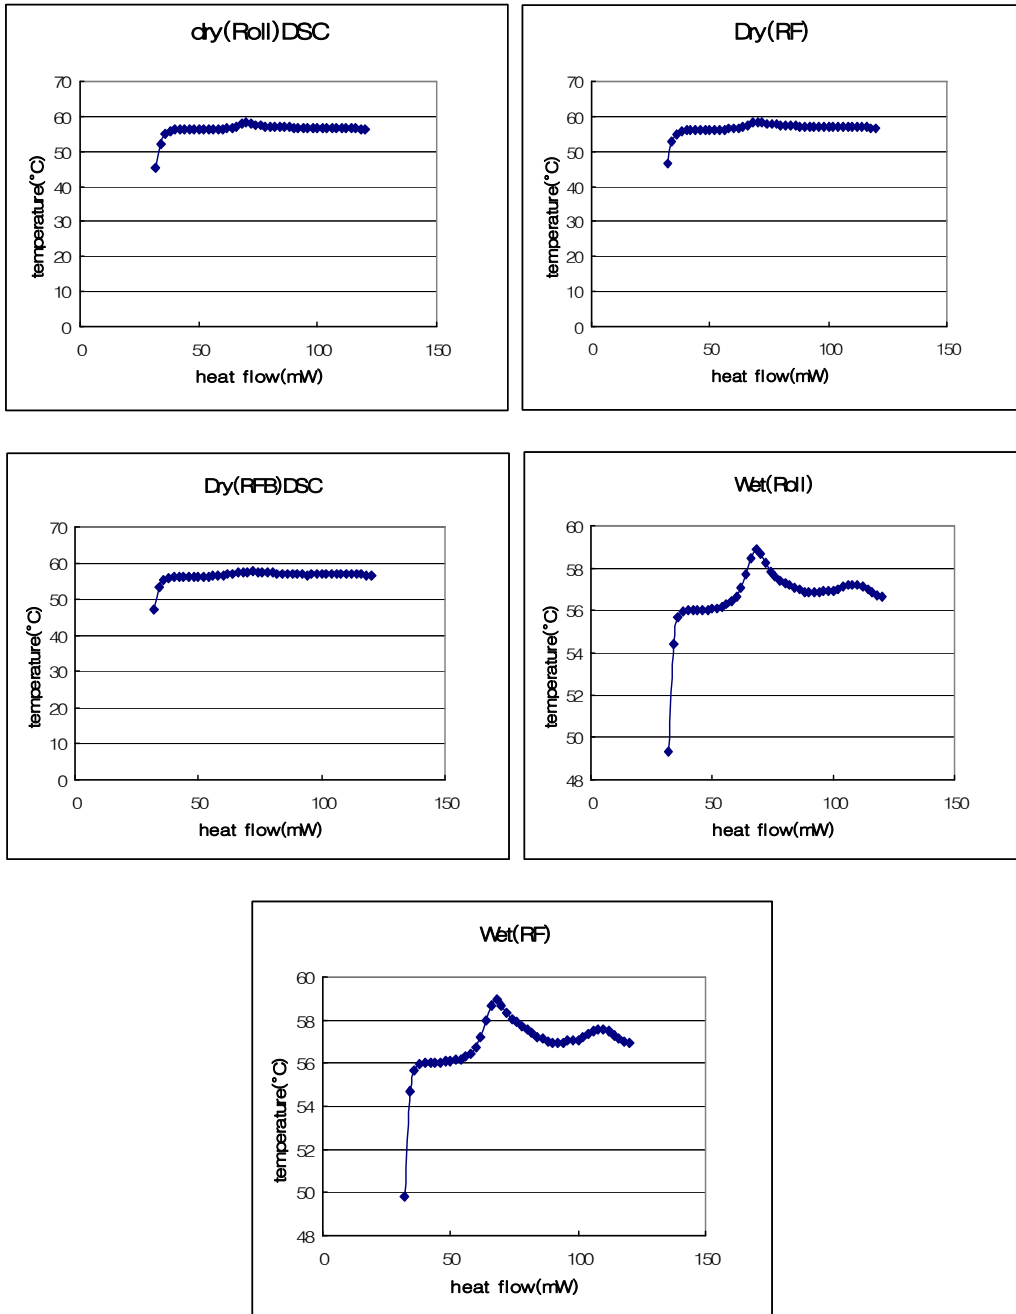 dry(Roll)DSC
temperature(°C)
70
60
50
40
30
20
10
0
0 50 100 150
heat flow(mW)
Dry(RF)
temperature(°C)
70
60
50
40
30
20
10
0
0 50 100 150
heat flow(mW)
Dry(RFB)DSC
temperature(°C)
70
60
50
40
30
20
10
0
0 50 100 150
heat flow(mW)
Wet(Roll)
temperature(°C)
60
58
56
54
52
50
48
0 50 100 150
heat flow(mW)
Wet(RF)
temperature(°C)
60
58
56
54
52
50
48
0 50 100 150
heat flow(mW)